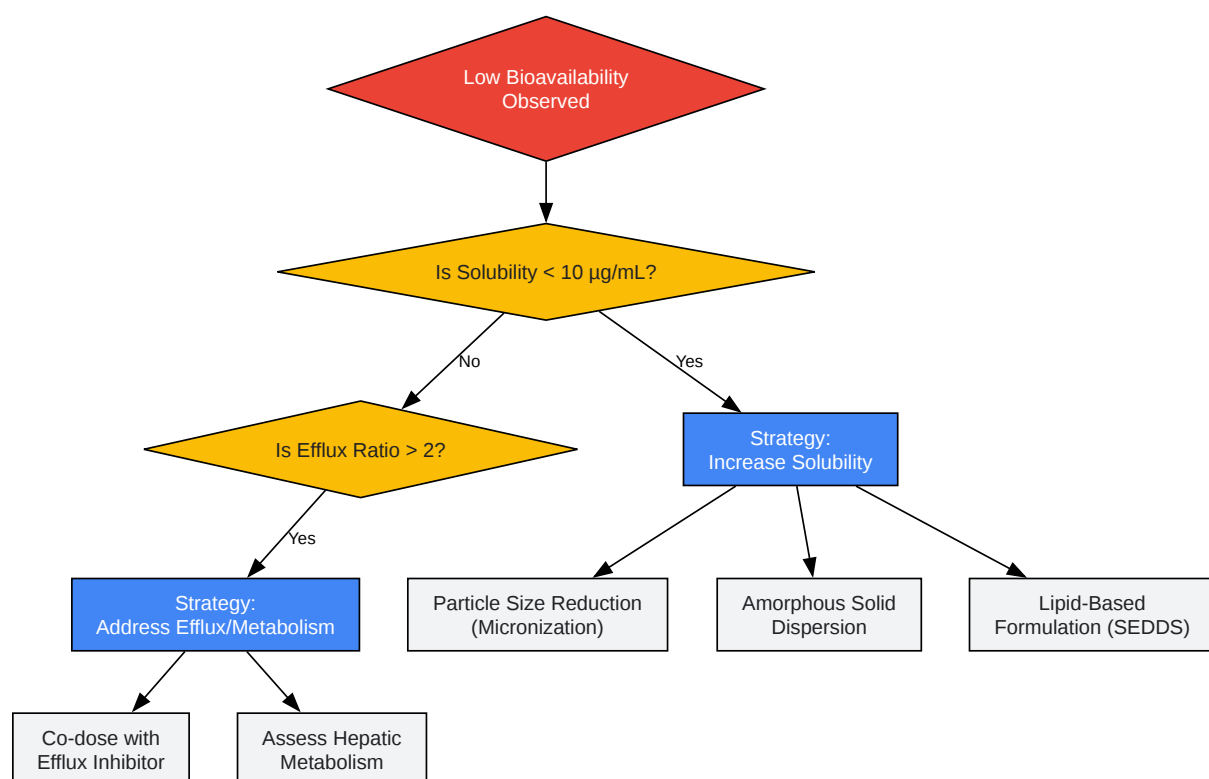 Low Bioavailability
Observed
Is Solubility < 10 µg/mL?
No
Yes
Is Efflux Ratio > 2?
Strategy:
Increase Solubility
Yes
Strategy:
Address Efflux/Metabolism
Particle Size Reduction
(Micronization)
Amorphous Solid
Dispersion
Lipid-Based
Formulation (SEDDS)
Co-dose with
Efflux Inhibitor
Assess Hepatic
Metabolism